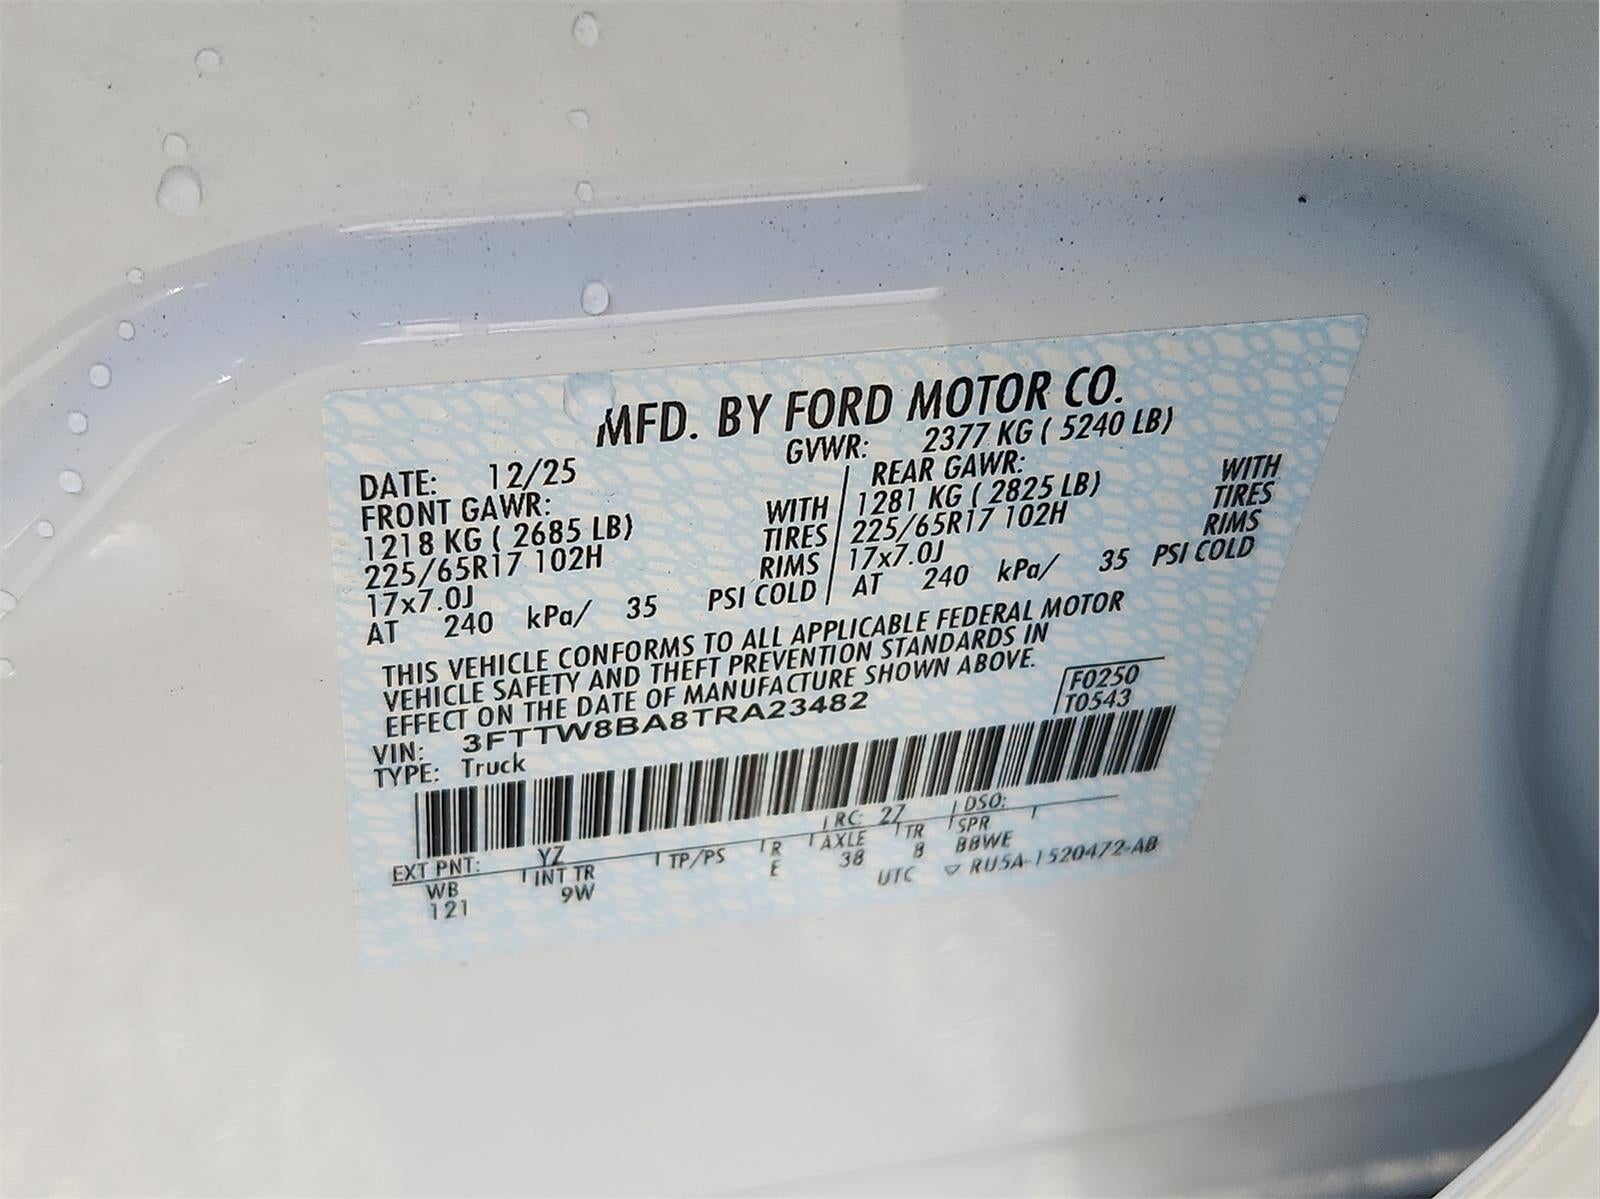 MFD. BY FORD MOTOR CO.
DATE: 12/25 GVWR: 2377 KG ( 5240 LB)
FRONT GAWR: REAR GAWR:
1218 KG ( 2685 LB) WITH 1281 KG ( 2825 LB) WITH
225/65R17 102H TIRES 225/65R17 102H TIRES
17x7.0J RIMS 17x7.0J RIMS
AT 240 kPa/ 35 PSI COLD AT 240 kPa/ 35 PSI COLD
THIS VEHICLE CONFORMS TO ALL APPLICABLE FEDERAL MOTOR
VEHICLE SAFETY AND THEFT PREVENTION STANDARDS IN
EFFECT ON THE DATE OF MANUFACTURE SHOWN ABOVE.
VIN: 3FTTW8BA8TRA23482 F0250
TYPE: Truck T0543
EXT PNT: YZ RC: 27 DSO:
WB INT TR TP/PS R AXLE TR SPR
121 9W E 38 8 BBWE
UTC ▽ RU5A-1520472-AB